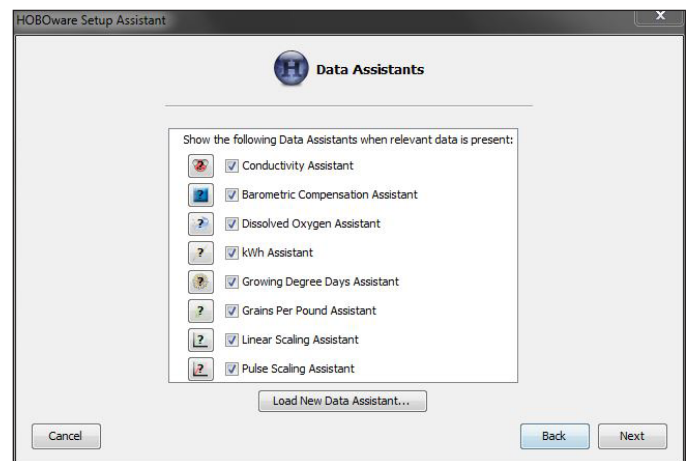 HOBOware Setup Assistant
x
Data Assistants
Show the following Data Assistants when relevant data is present:
? Conductivity Assistant
? Barometric Compensation Assistant
? Dissolved Oxygen Assistant
? kWh Assistant
? Growing Degree Days Assistant
? Grains Per Pound Assistant
? Linear Scaling Assistant
? Pulse Scaling Assistant
Load New Data Assistant...
Cancel Back Next